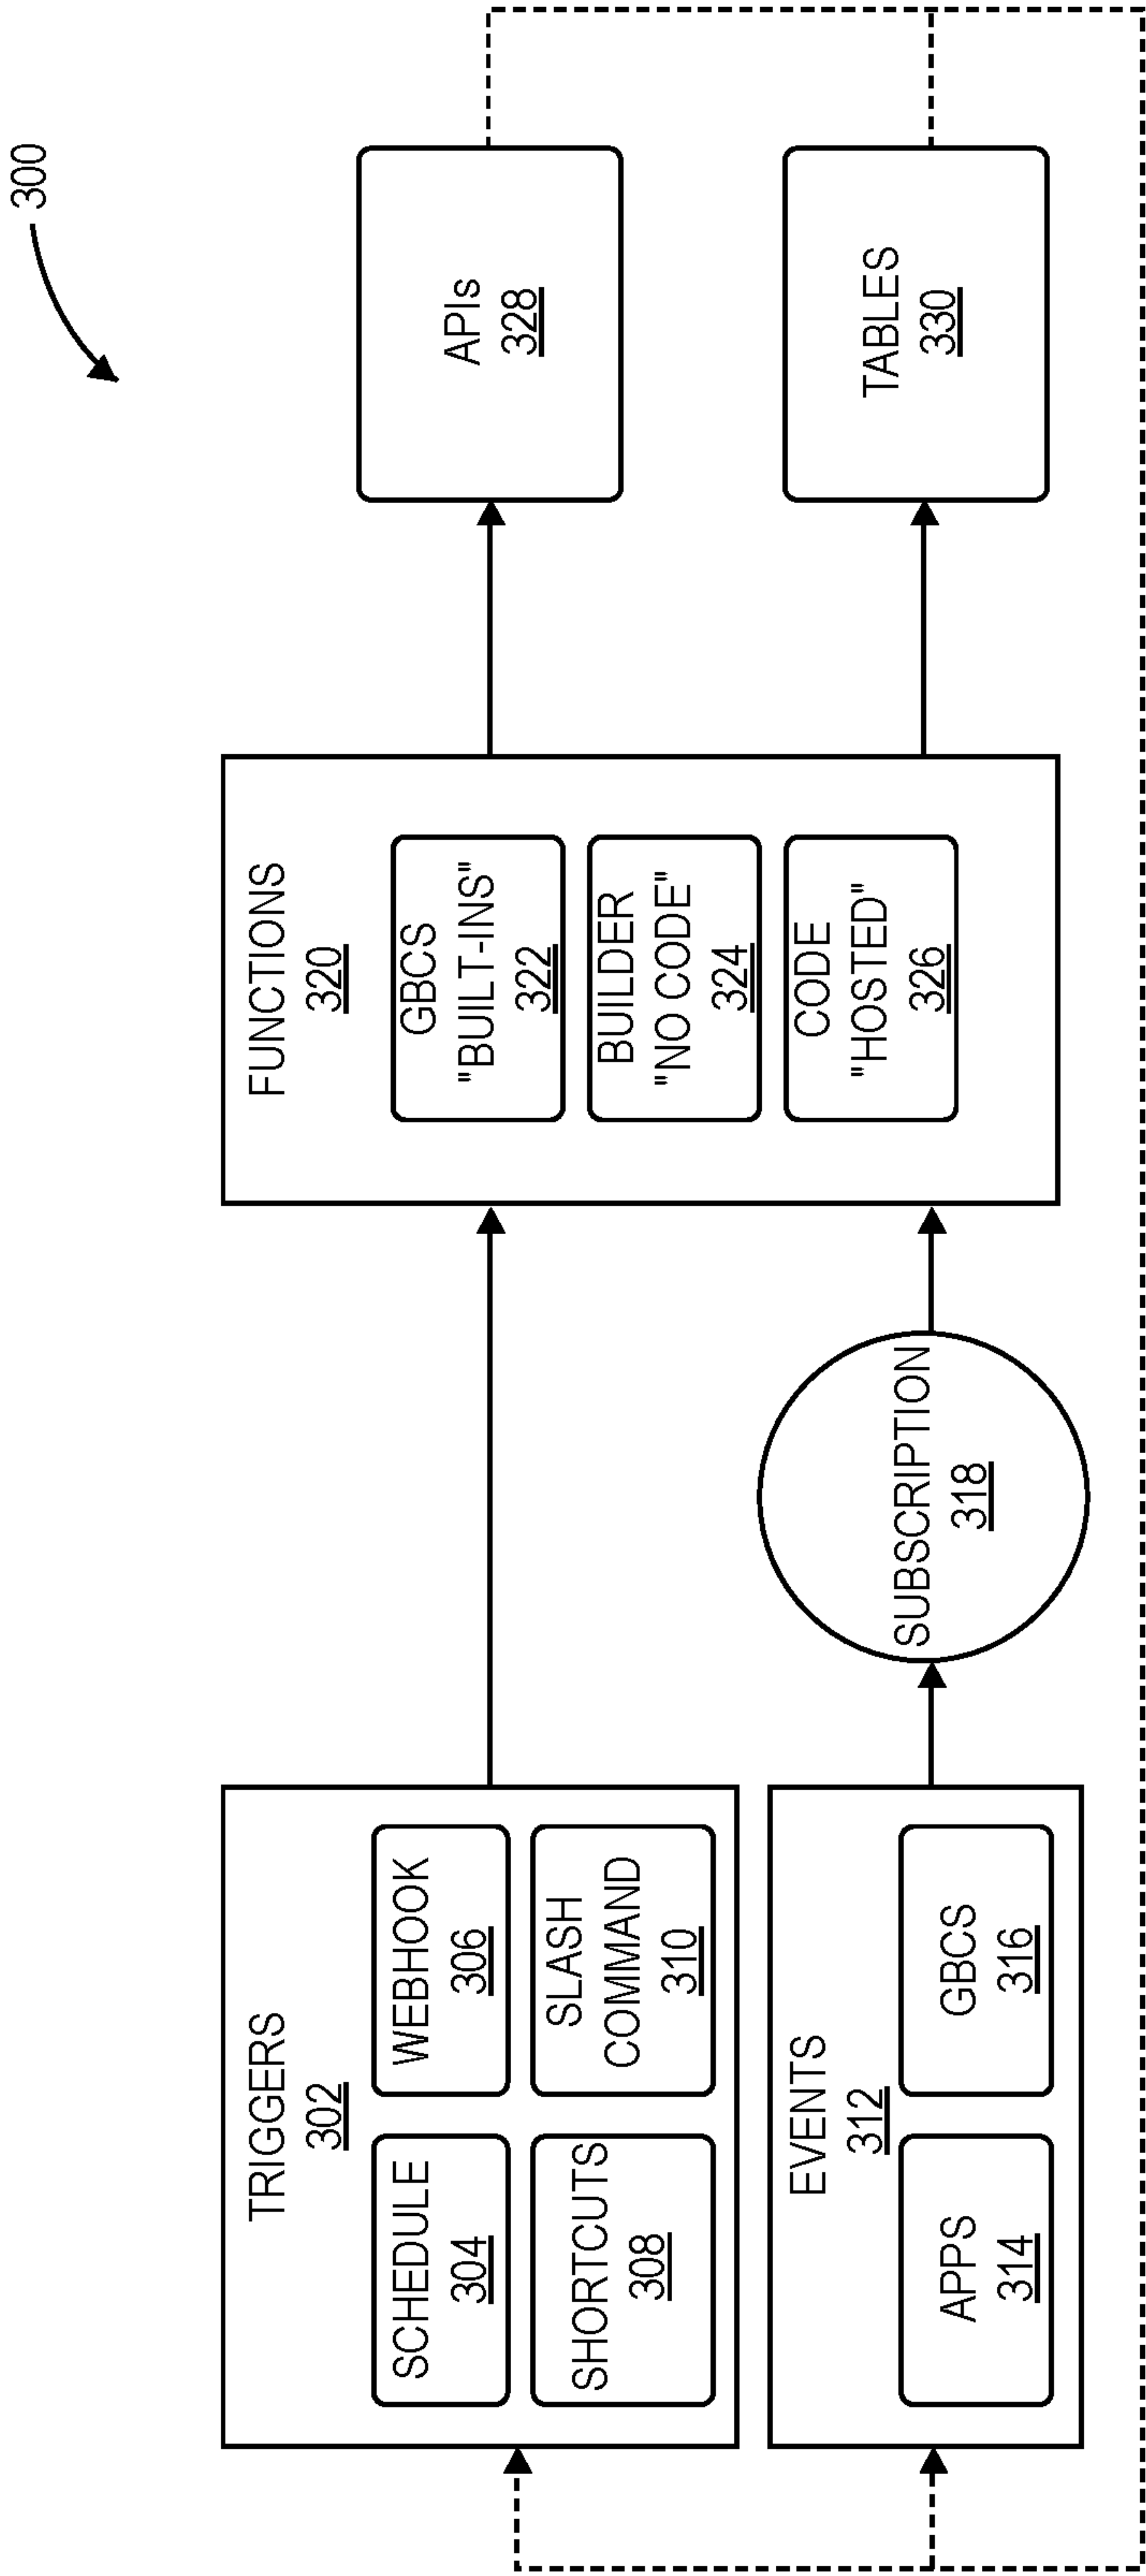 300
TRIGGERS
302
SCHEDULE
304
WEBHOOK
306
SHORTCUTS
308
SLASH
COMMAND
310
EVENTS
312
APPS
314
GBCS
316
SUBSCRIPTION
318
FUNCTIONS
320
GBCS
"BUILT-INS"
322
BUILDER
"NO CODE"
324
CODE
"HOSTED"
326
APIs
328
TABLES
330